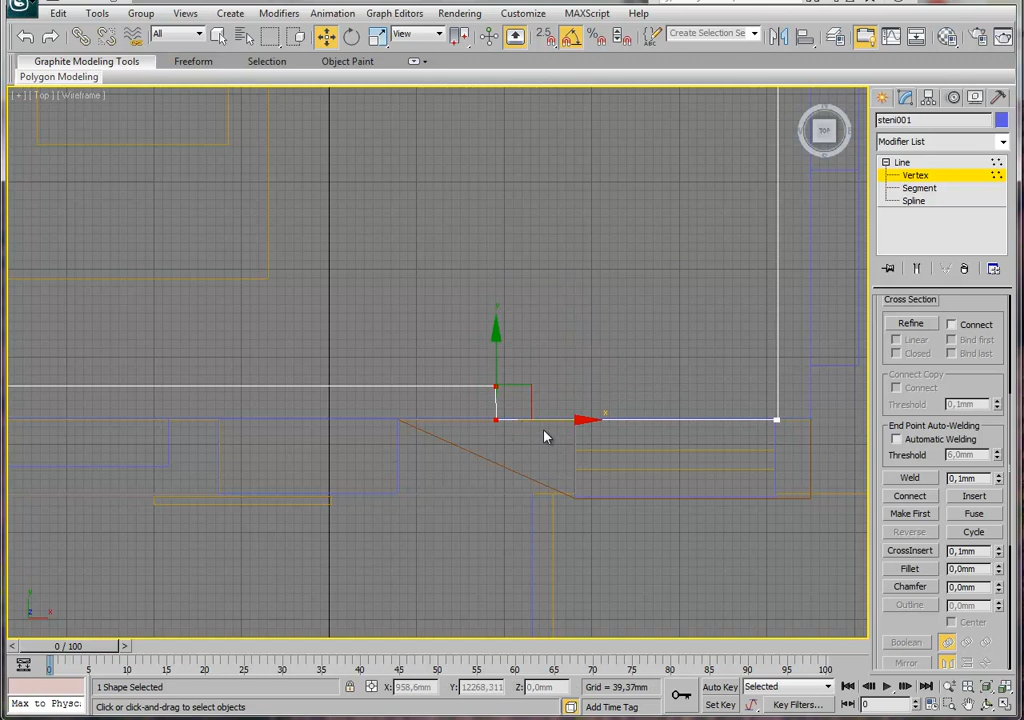 Edit Tools Group Views Create Modifiers Animation Graph Editors Rendering Customize MAXScript Help
All View 2.5 Create Selection Se
Graphite Modeling Tools Freeform Selection Object Paint
Polygon Modeling
[ + ] [ Top ] [ Wireframe ]
TOP
steni001
Modifier List
Line
Vertex
Segment
Spline
Cross Section
Refine Connect
Linear Bind first
Closed Bind last
Connect Copy
Connect
Threshold 0,1mm
End Point Auto-Welding
Automatic Welding
Threshold 6,0mm
Weld 0,1mm
Connect Insert
Make First Fuse
Reverse Cycle
CrossInsert 0,1mm
Fillet 0,0mm
Chamfer 0,0mm
Outline 0,0mm
Center
Boolean
Mirror
x
y
z x
< 0 / 100 >
0 5 10 15 20 25 30 35 40 45 50 55 60 65 70 75 80 85 90 95 100
1 Shape Selected X: 958,6mm Y: 12268,311 Z: 0,0mm Grid = 39,37mm Auto Key Selected
Max to Physc Click or click-and-drag to select objects Add Time Tag Set Key Key Filters... 0